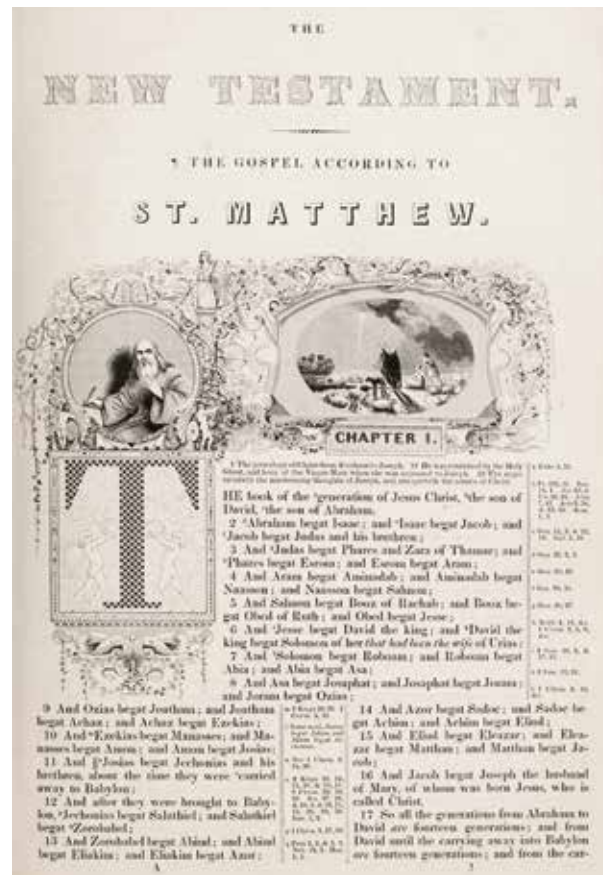 THE
NEW TESTAMENT.
¶ THE GOSPEL ACCORDING TO
ST. MATTHEW.
CHAPTER I.
T
HE book of the generation of Jesus Christ, the son of
David, the son of Abraham.
2 Abraham begat Isaac; and Isaac begat Jacob; and
Jacob begat Judas and his brethren;
3 And Judas begat Phares and Zara of Thamar; and
Phares begat Esrom; and Esrom begat Aram;
4 And Aram begat Aminadab; and Aminadab begat
Naasson; and Naasson begat Salmon;
5 And Salmon begat Booz of Rachab; and Booz be-
gat Obed of Ruth; and Obed begat Jesse;
6 And Jesse begat David the king; and David the
king begat Solomon of her that had been the wife of Urias;
7 And Solomon begat Roboam; and Roboam begat
Abia; and Abia begat Asa;
8 And Asa begat Josaphat; and Josaphat begat Joram;
and Joram begat Ozias;
9 And Ozias begat Joatham; and Joatham
begat Achaz; and Achaz begat Ezekias;
10 And Ezekias begat Manasses; and Ma-
nasses begat Amon; and Amon begat Josias;
11 And Josias begat Jechonias and his
brethren, about the time they were carried
away to Babylon;
12 And after they were brought to Baby-
lon, Jechonias begat Salathiel; and Salathiel
begat Zorobabel;
13 And Zorobabel begat Abiud; and Abiud
begat Eliakim; and Eliakim begat Azor;
14 And Azor begat Sadoc; and Sadoc be-
gat Achim; and Achim begat Eliud;
15 And Eliud begat Eleazar; and Elea-
zar begat Matthan; and Matthan begat Ja-
cob;
16 And Jacob begat Joseph the husband
of Mary, of whom was born Jesus, who is
called Christ.
17 So all the generations from Abraham to
David are fourteen generations; and from
David until the carrying away into Babylon
are fourteen generations; and from the car-